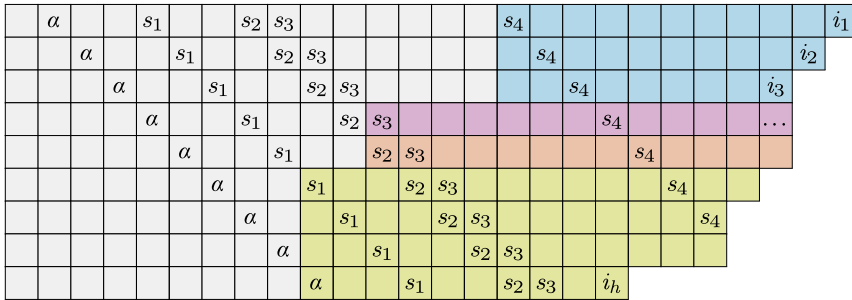 α s₁ s₂ s₃ s₄ i₁
α s₁ s₂ s₃ s₄ i₂
α s₁ s₂ s₃ s₄ i₃
α s₁ s₂ s₃ s₄ …
α s₁ s₂ s₃ s₄
α s₁ s₂ s₃ s₄
α s₁ s₂ s₃ s₄
α s₁ s₂ s₃
α s₁ s₂ s₃ iₕ